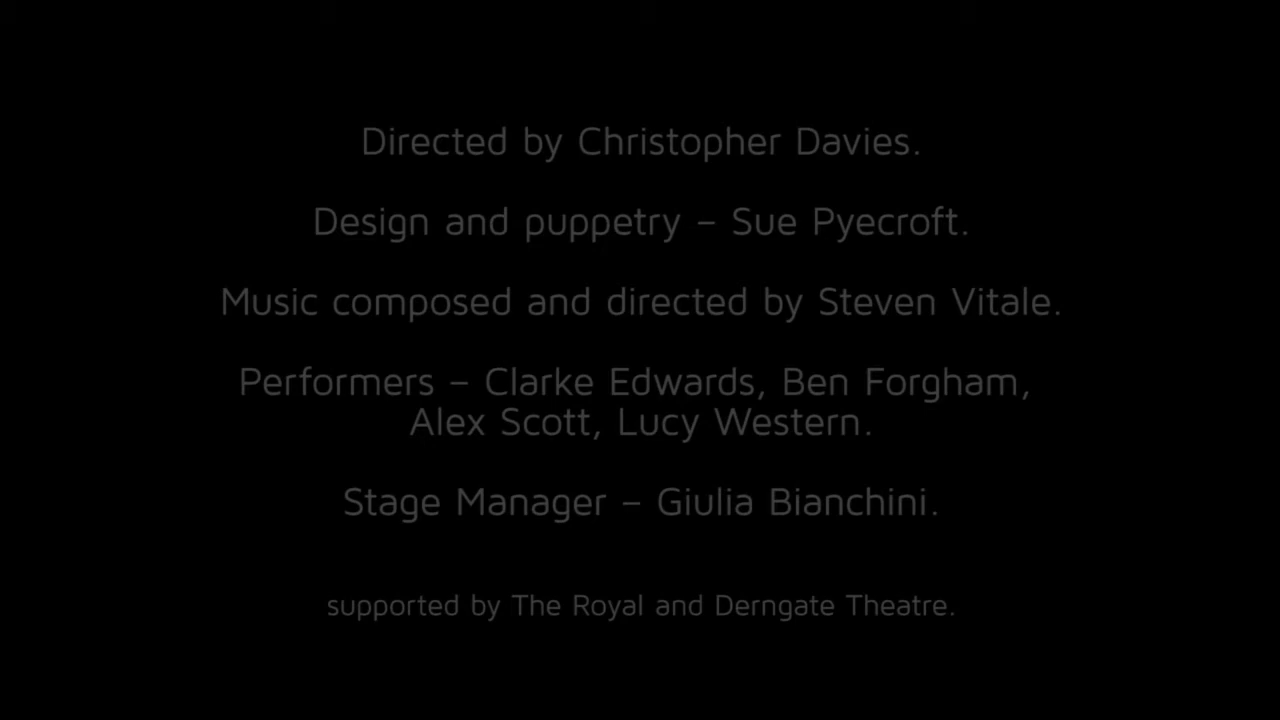 Directed by Christopher Davies.
Design and puppetry – Sue Pyecroft.
Music composed and directed by Steven Vitale.
Performers – Clarke Edwards, Ben Forgham,
Alex Scott, Lucy Western.
Stage Manager – Giulia Bianchini.
supported by The Royal and Derngate Theatre.